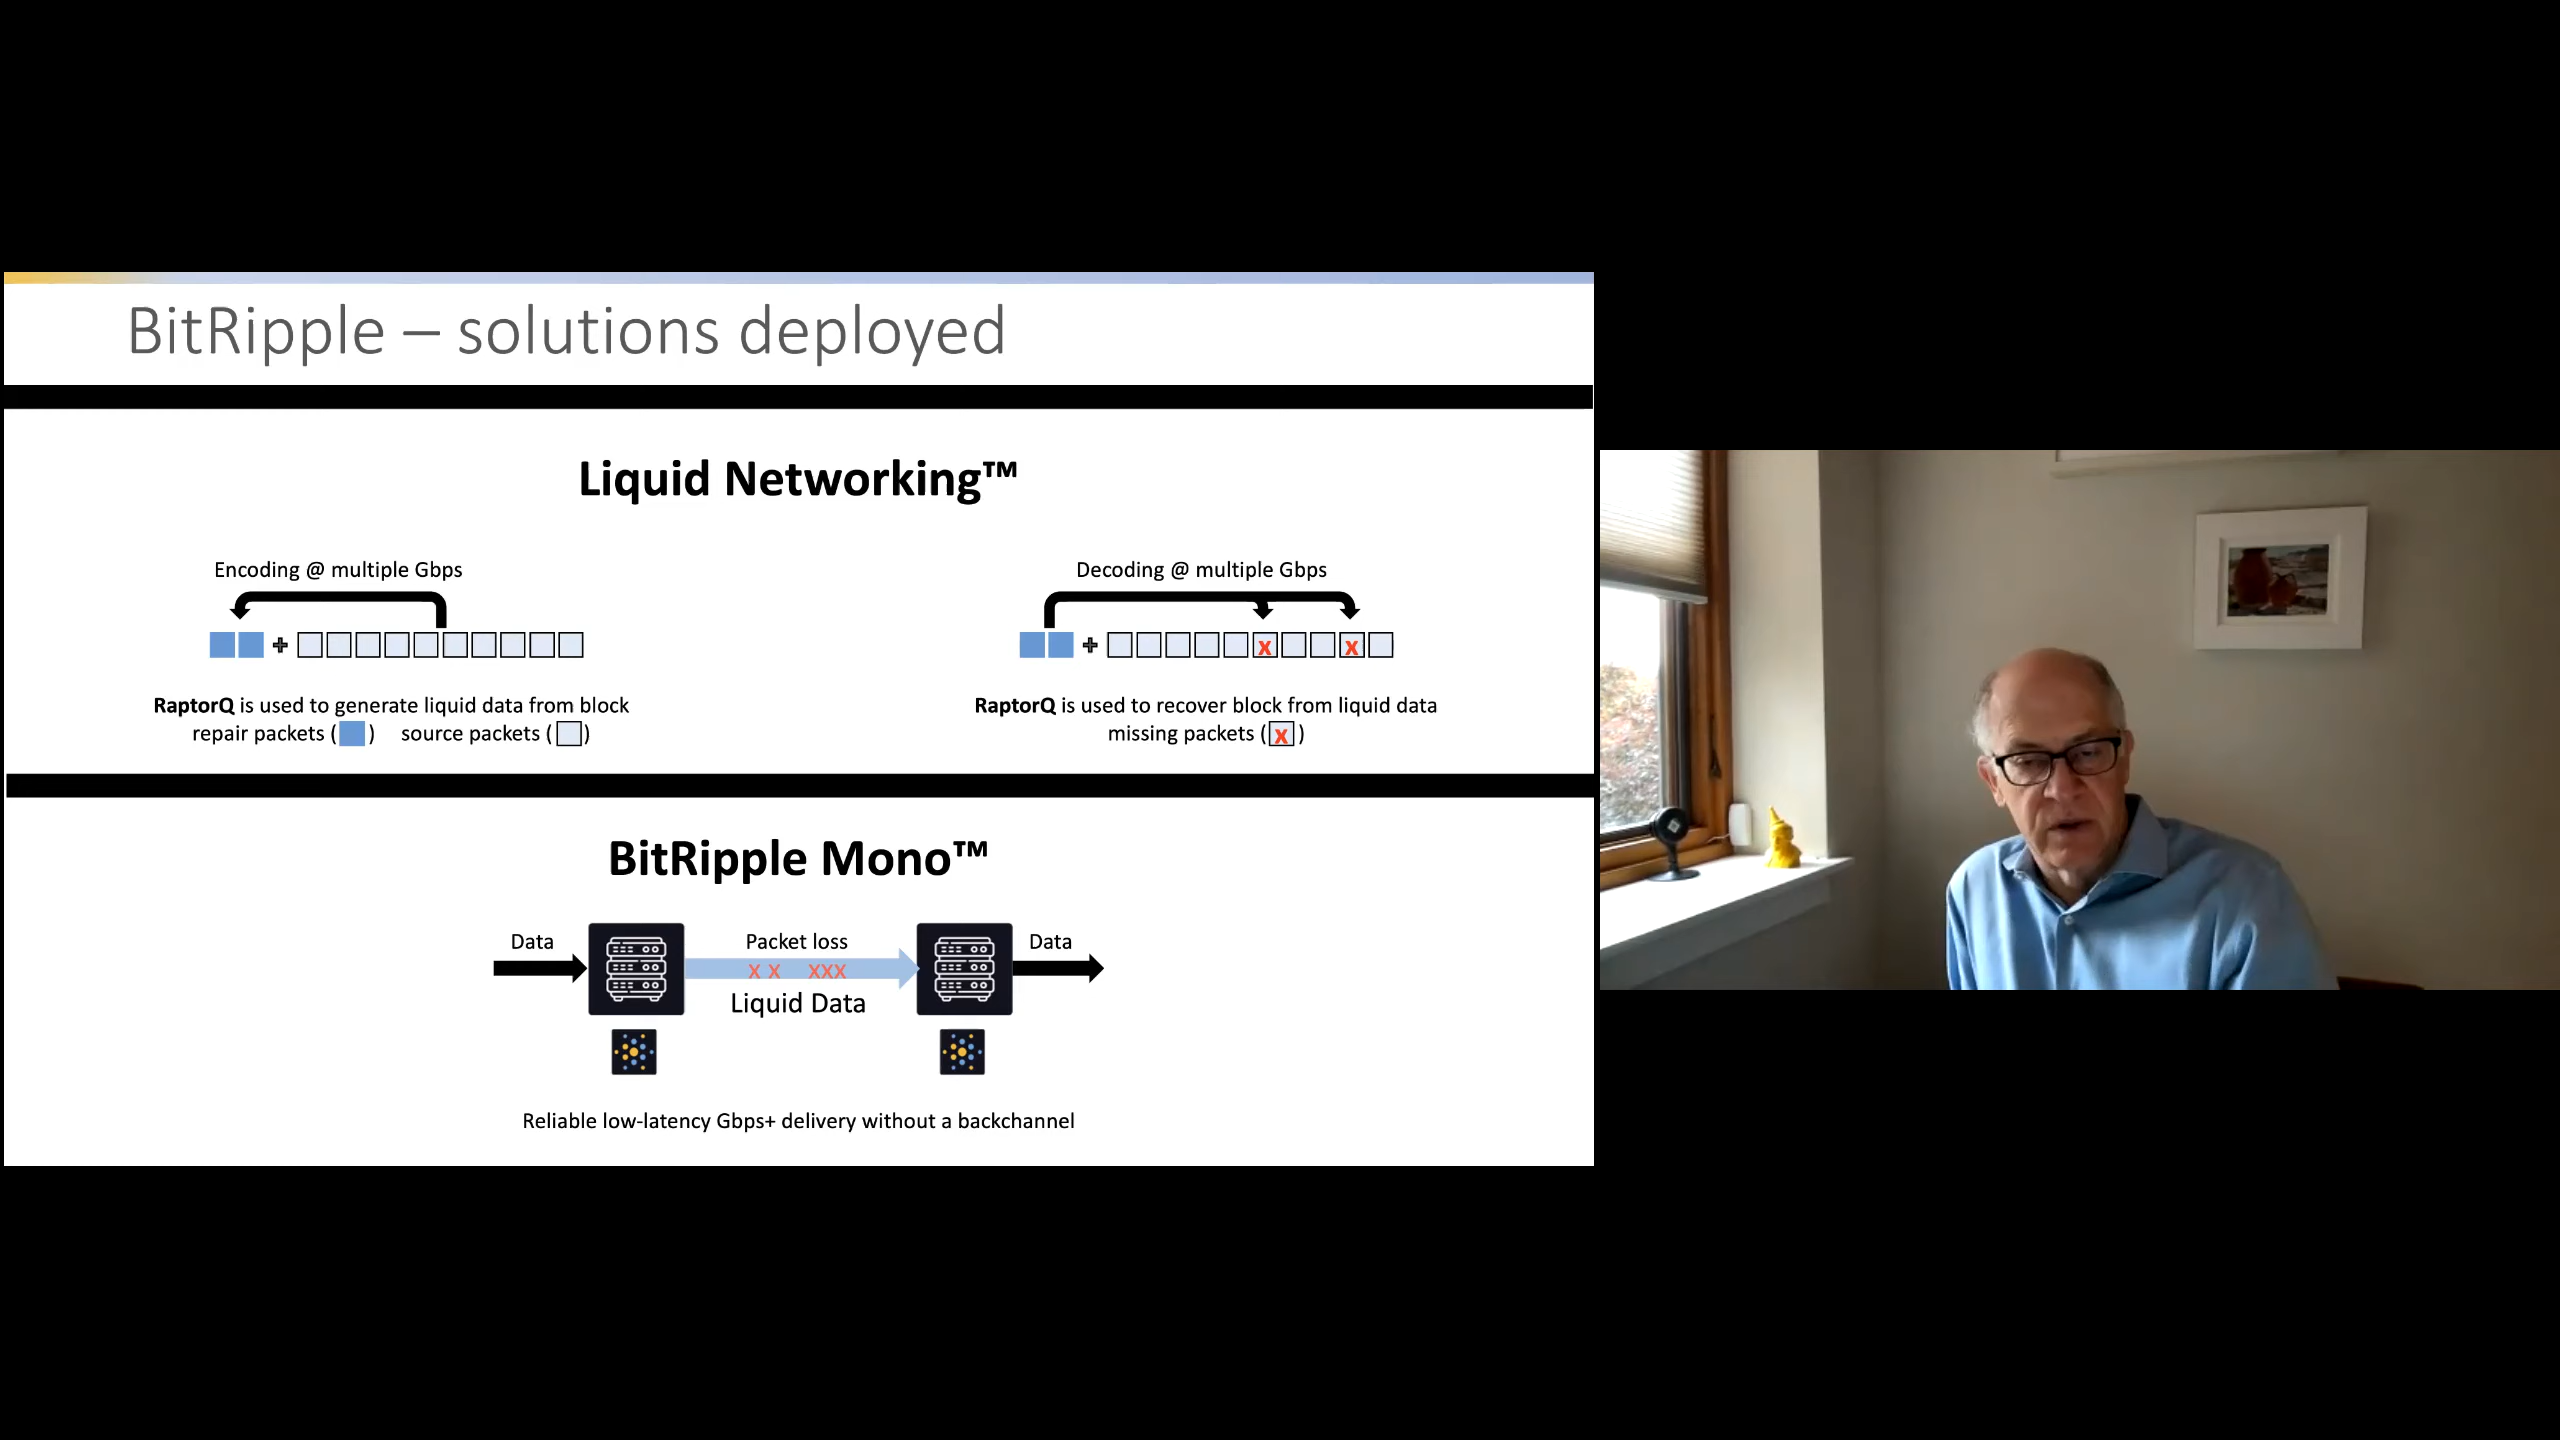 BitRipple – solutions deployed
Liquid Networking™
Encoding @ multiple Gbps
Decoding @ multiple Gbps
+
+
x
x
RaptorQ is used to generate liquid data from block
repair packets ( ) source packets ( )
RaptorQ is used to recover block from liquid data
missing packets ( x )
BitRipple Mono™
Data
Packet loss
Data
x x xxx
Liquid Data
Reliable low-latency Gbps+ delivery without a backchannel